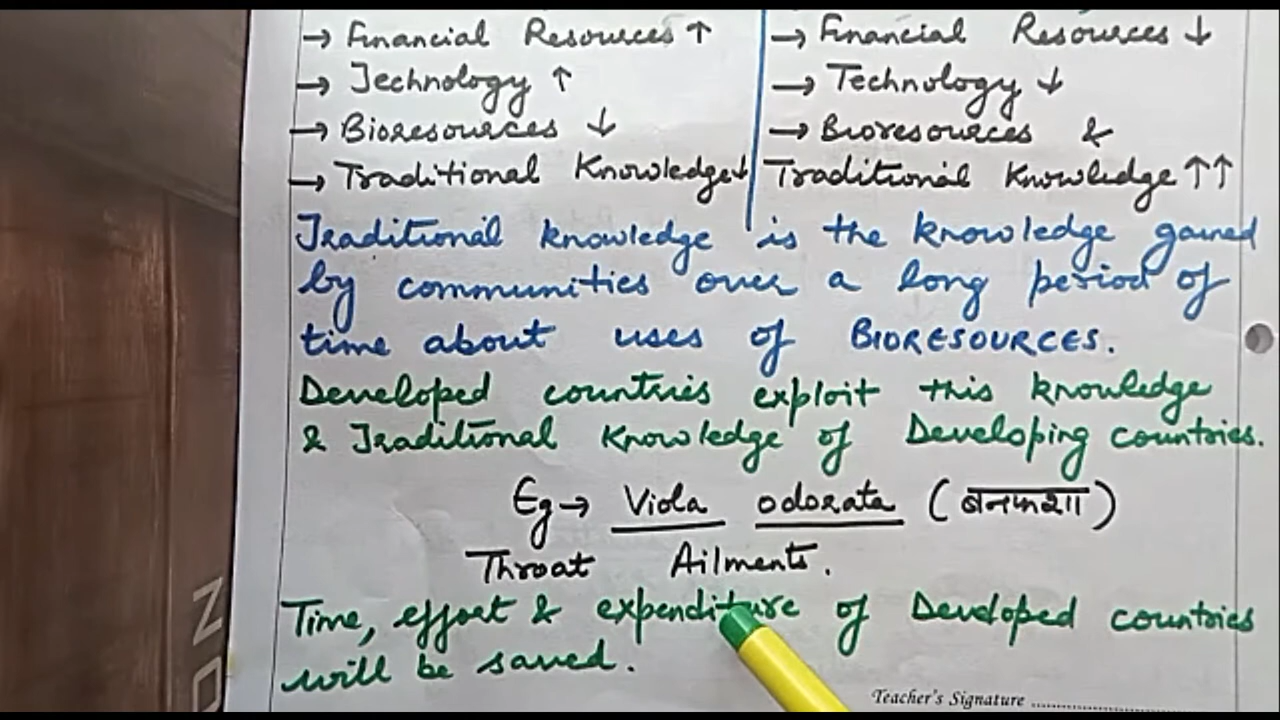 → Financial Resources ↑
→ Technology ↑
→ Bioresources ↓
→ Traditional Knowledge ↓
→ Financial Resources ↓
→ Technology ↓
→ Bioresources &
Traditional Knowledge ↑↑
Traditional knowledge is the knowledge gained
by communities over a long period of
time about uses of BIORESOURCES.
Developed countries exploit this knowledge
& Traditional Knowledge of Developing countries.
Eg → Viola odorata (बनफशा)
Throat Ailments.
Time, effort & expenditure of Developed countries
will be saved.
Teacher's Signature